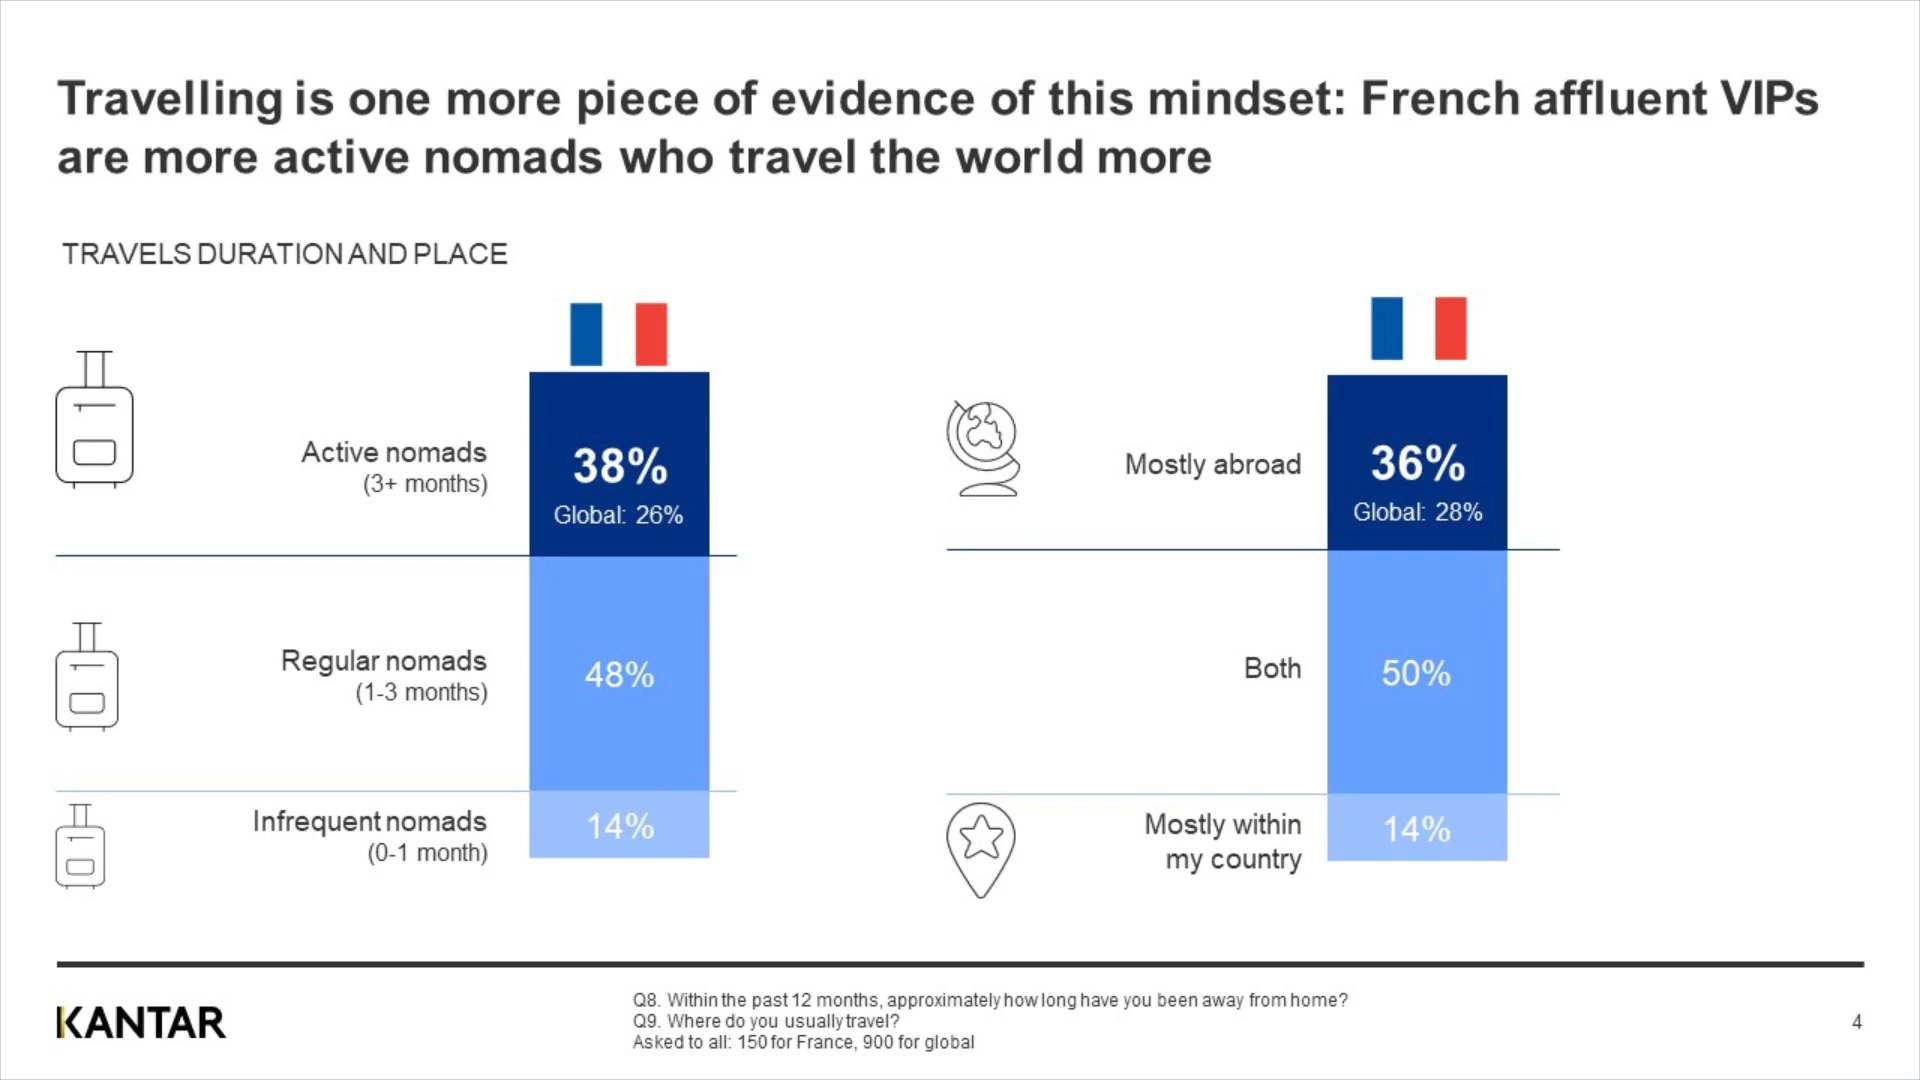 Travelling is one more piece of evidence of this mindset: French affluent VIPs
are more active nomads who travel the world more
TRAVELS DURATION AND PLACE
Active nomads
(3+ months)
38%
Global: 26%
Regular nomads
(1-3 months)
48%
Infrequent nomads
(0-1 month)
14%
Mostly abroad
36%
Global: 28%
Both
50%
Mostly within
my country
14%
KANTAR
Q8. Within the past 12 months, approximately how long have you been away from home?
Q9. Where do you usually travel?
Asked to all: 150 for France, 900 for global
4